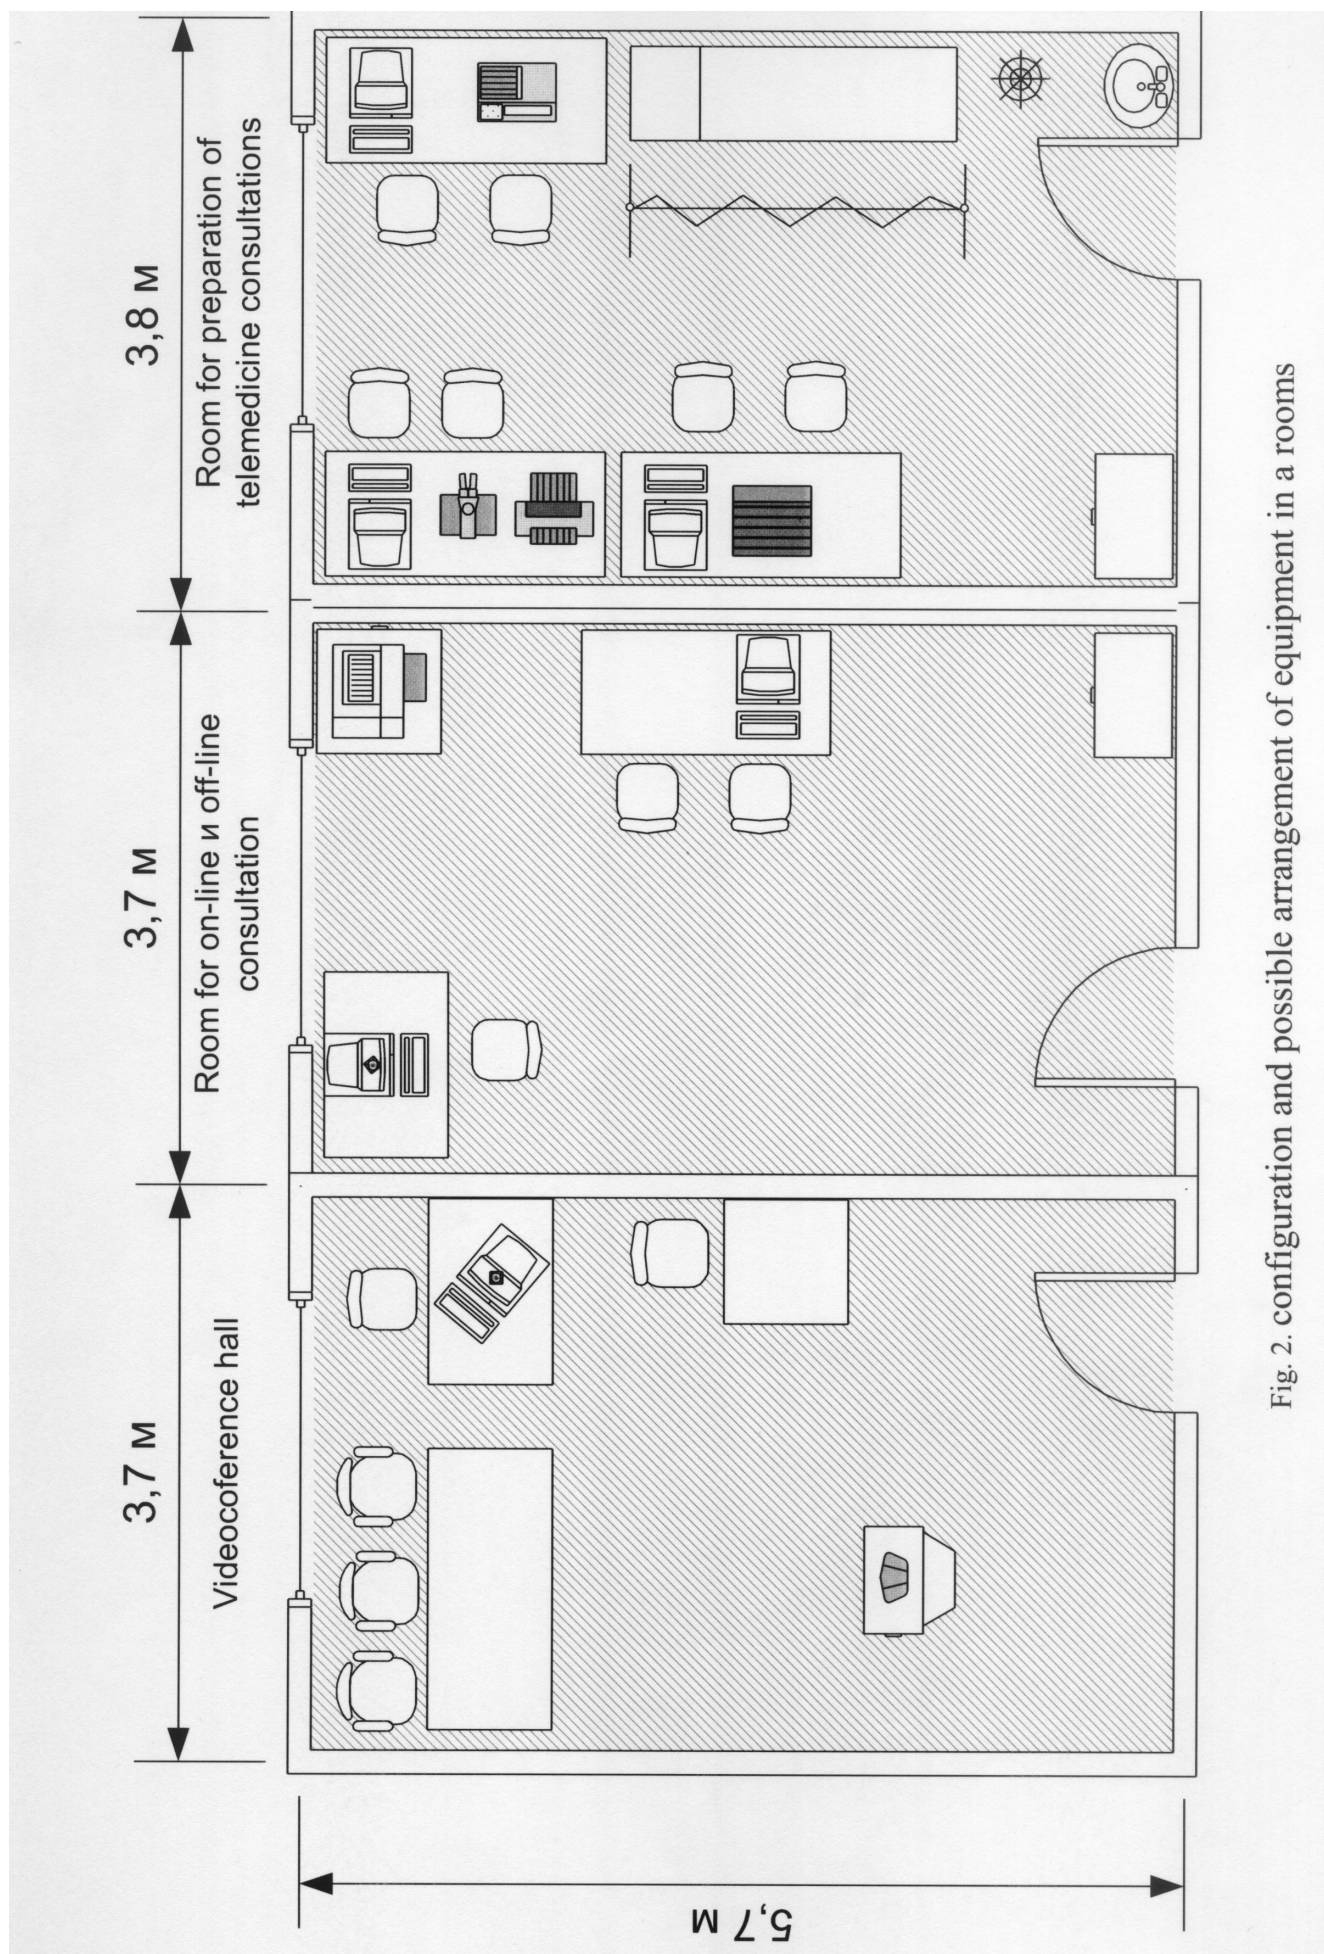 3,7 м
3,7 м
3,8 м
Videocoference hall
Room for on-line и off-line
consultation
Room for preparation of
telemedicine consultations
5,7 м
Fig. 2. configuration and possible arrangement of equipment in a rooms